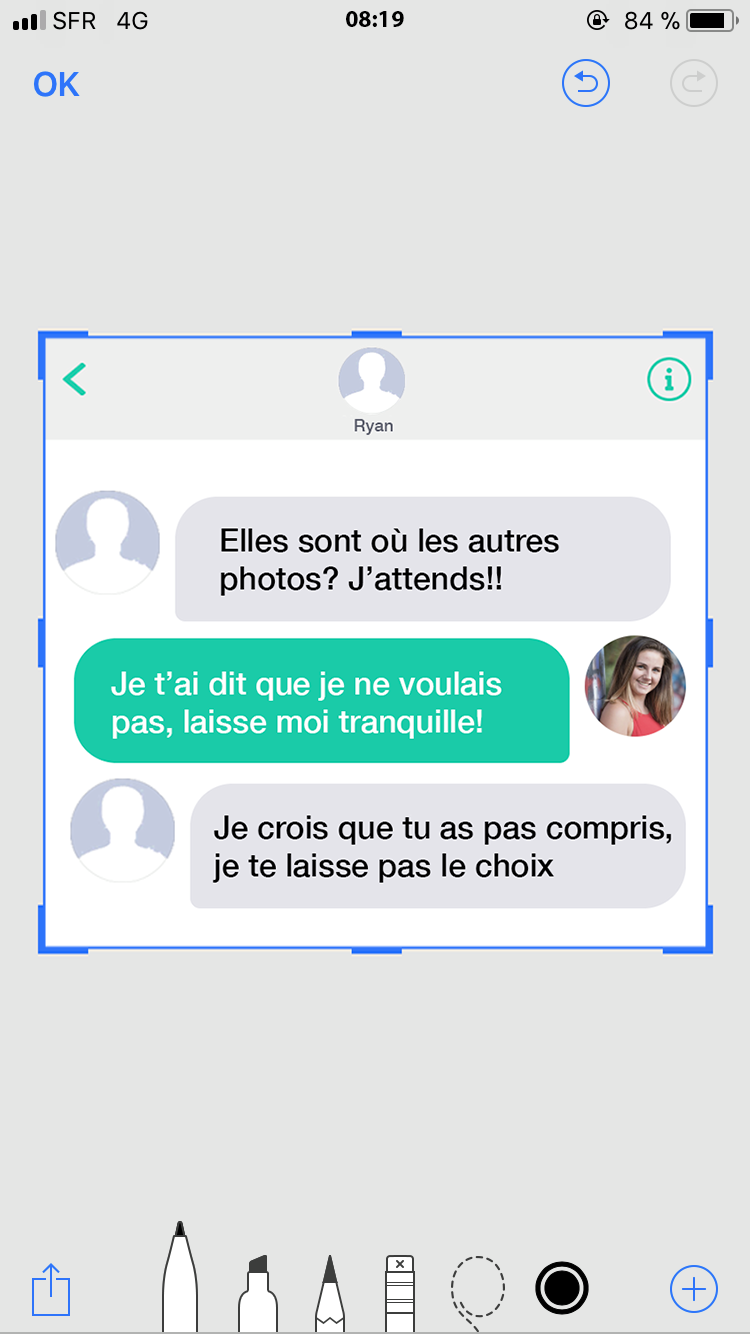 SFR 4G 08:19 84 %
OK
Ryan
Elles sont où les autres
photos? J’attends!!
Je t’ai dit que je ne voulais
pas, laisse moi tranquille!
Je crois que tu as pas compris,
je te laisse pas le choix